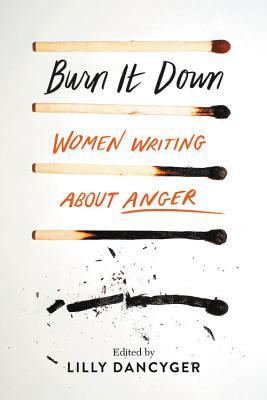 Burn It Down
WOMEN WRITING
ABOUT ANGER
Edited by
LILLY DANCYGER